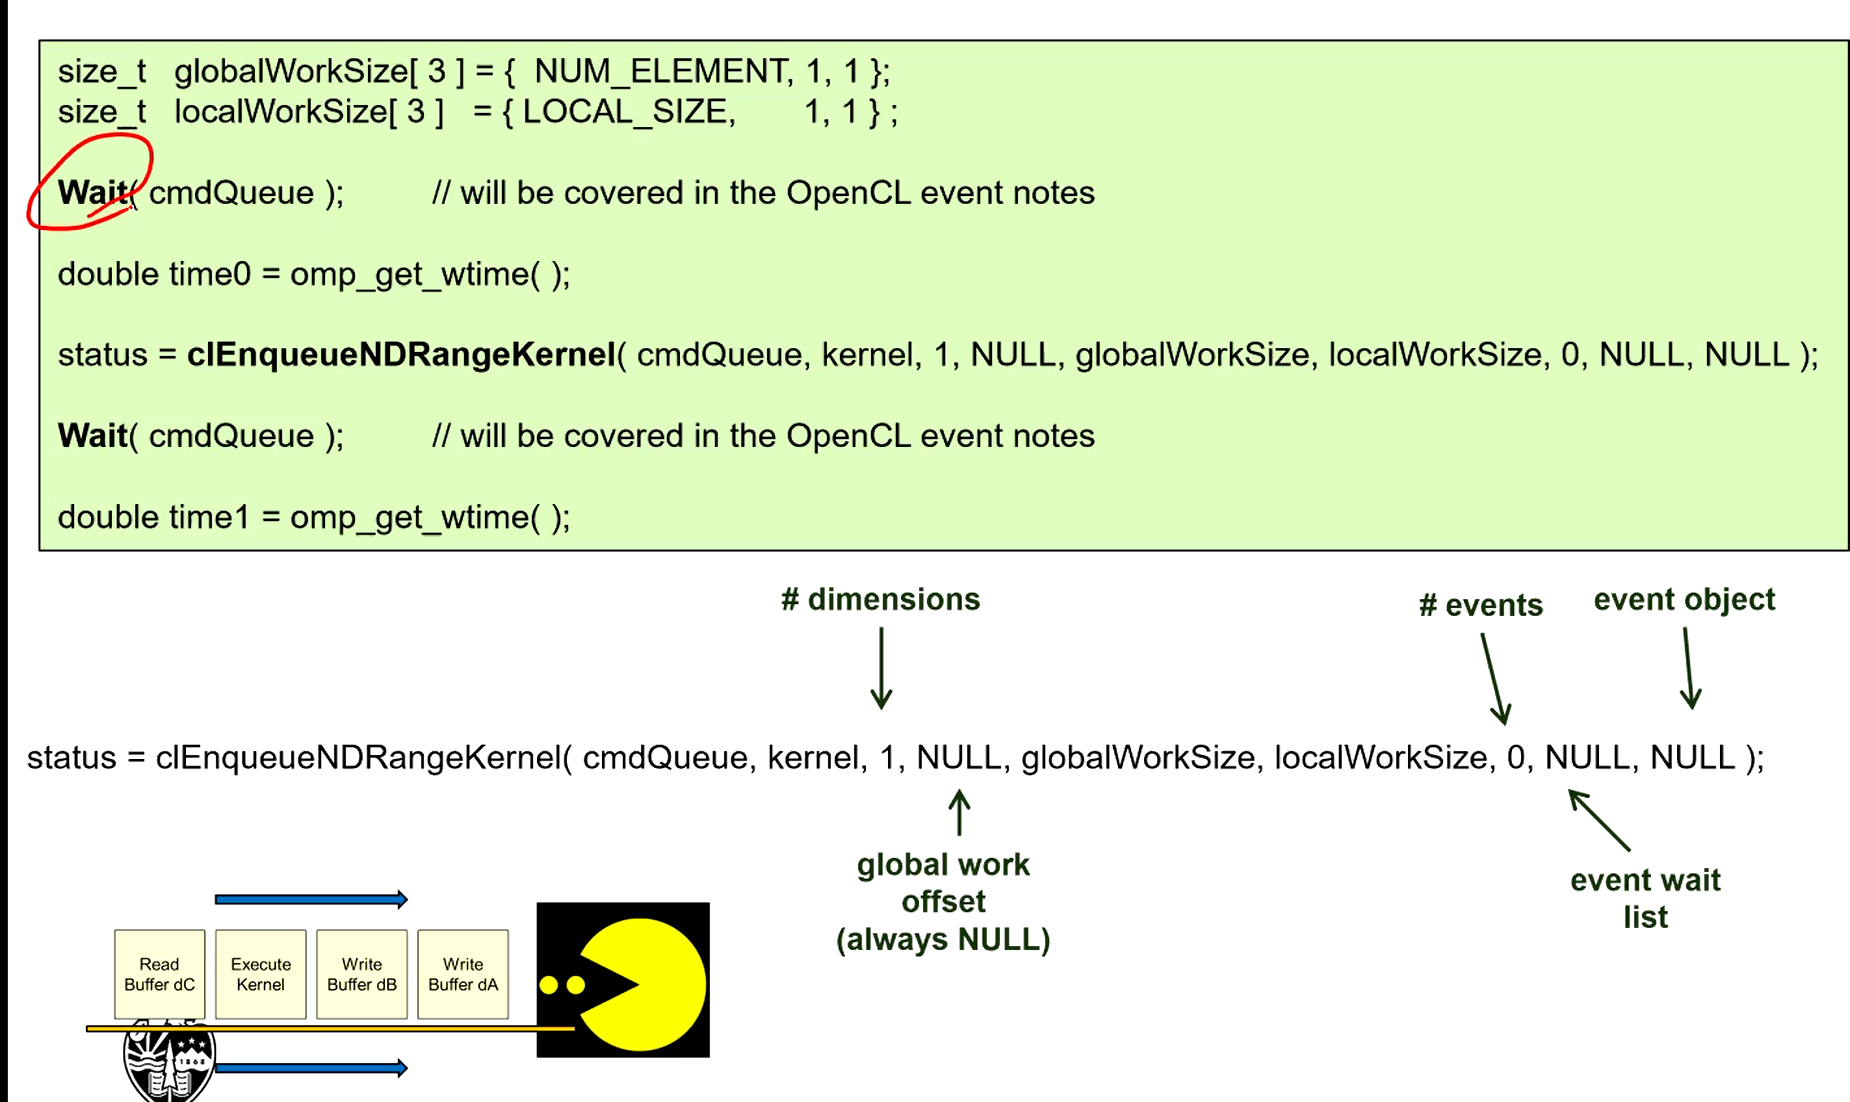 size_t globalWorkSize[ 3 ] = { NUM_ELEMENT, 1, 1 };
size_t localWorkSize[ 3 ] = { LOCAL_SIZE, 1, 1 } ;
Wait( cmdQueue ); // will be covered in the OpenCL event notes
double time0 = omp_get_wtime( );
status = clEnqueueNDRangeKernel( cmdQueue, kernel, 1, NULL, globalWorkSize, localWorkSize, 0, NULL, NULL );
Wait( cmdQueue ); // will be covered in the OpenCL event notes
double time1 = omp_get_wtime( );
# dimensions
# events
event object
status = clEnqueueNDRangeKernel( cmdQueue, kernel, 1, NULL, globalWorkSize, localWorkSize, 0, NULL, NULL );
global work
offset
(always NULL)
event wait
list
Read
Buffer dC
Execute
Kernel
Write
Buffer dB
Write
Buffer dA
1868